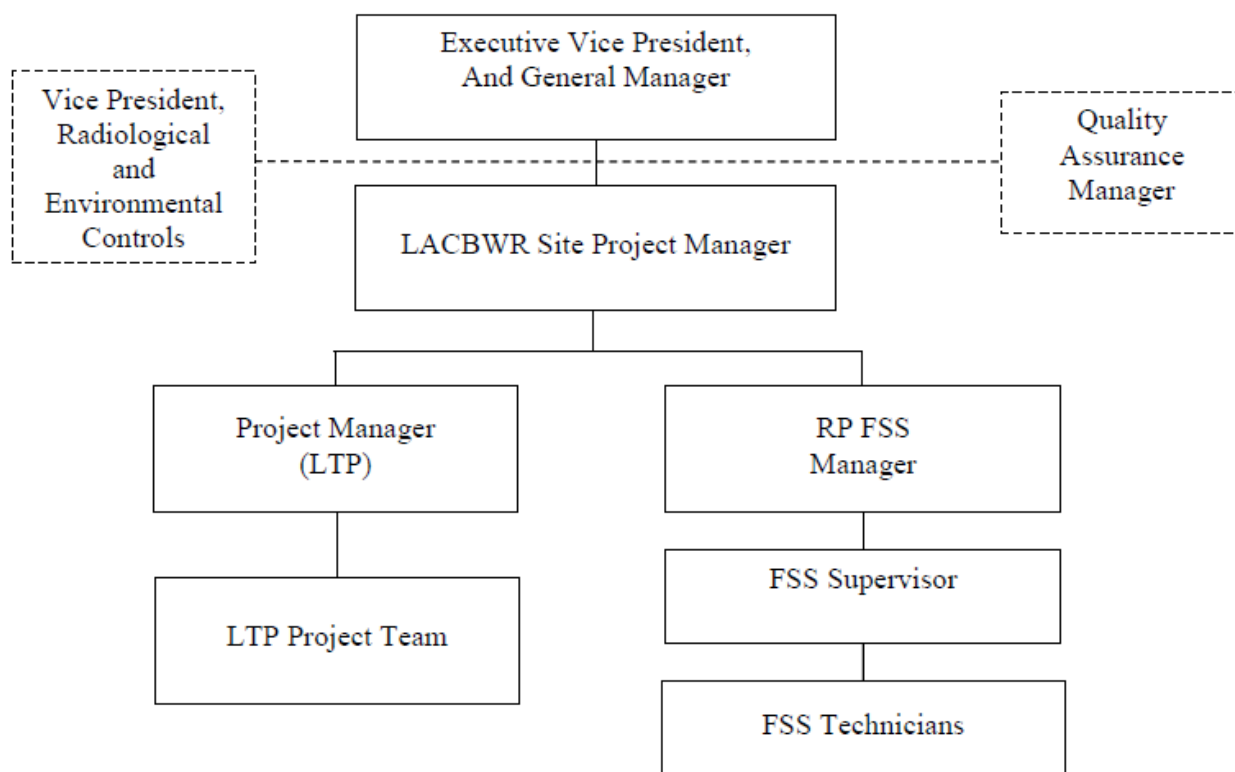 Executive Vice President,
And General Manager
Vice President,
Radiological
and
Environmental
Controls
Quality
Assurance
Manager
LACBWR Site Project Manager
Project Manager
(LTP)
RP FSS
Manager
LTP Project Team
FSS Supervisor
FSS Technicians